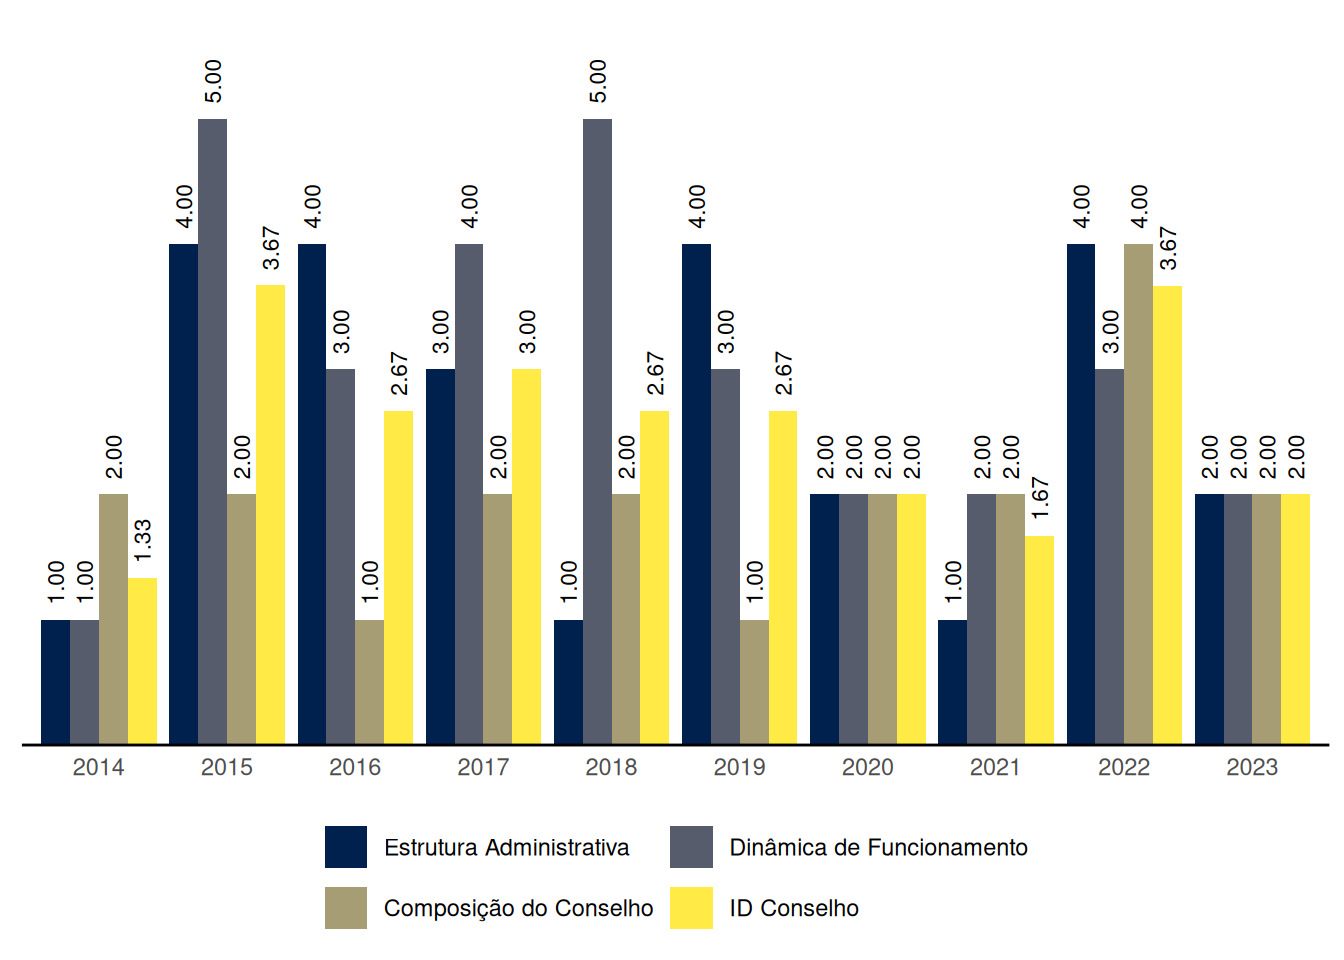 1.00 1.00 2.00 1.33
4.00 5.00 2.00 3.67
4.00 3.00 1.00 2.67
3.00 4.00 2.00 3.00
1.00 5.00 2.00 2.67
4.00 3.00 1.00 2.67
2.00 2.00 2.00 2.00
1.00 2.00 2.00 1.67
4.00 3.00 4.00 3.67
2.00 2.00 2.00 2.00
2014 2015 2016 2017 2018 2019 2020 2021 2022 2023
Estrutura Administrativa Dinâmica de Funcionamento
Composição do Conselho ID Conselho